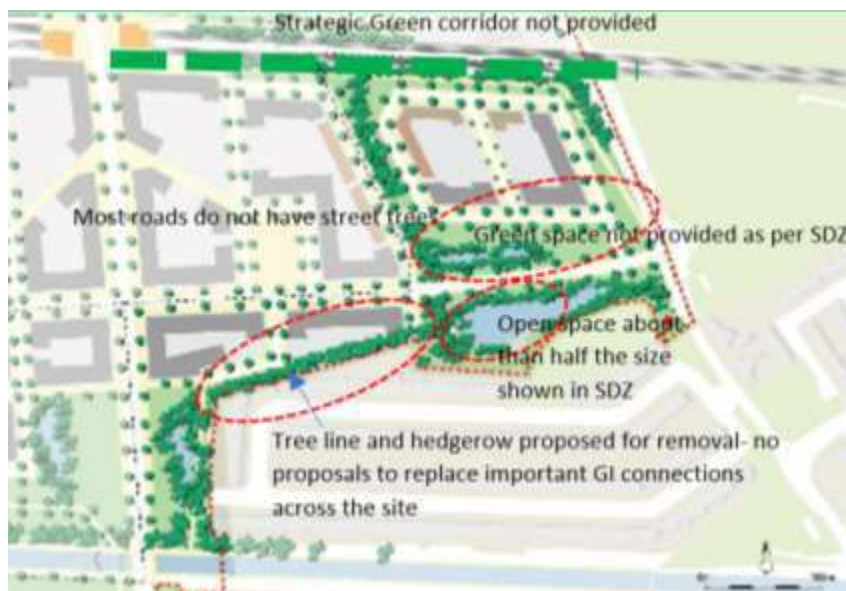 Strategic Green corridor not provided
Most roads do not have street tree
Green space not provided as per SDZ
Open space about
than half the size
shown in SDZ
Tree line and hedgerow proposed for removal- no
proposals to replace important GI connections
across the site